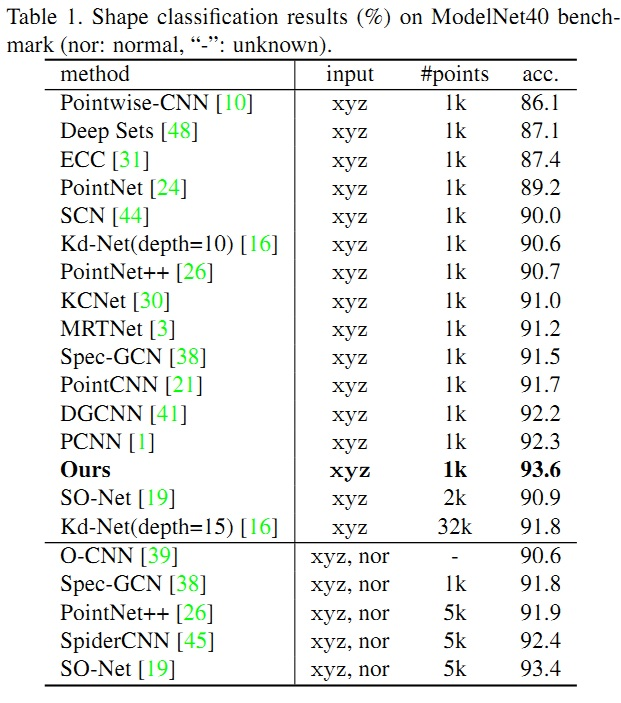 Table 1. Shape classification results (%) on ModelNet40 bench-
mark (nor: normal, “-”: unknown).
method input #points acc.
Pointwise-CNN [10] xyz 1k 86.1
Deep Sets [48] xyz 1k 87.1
ECC [31] xyz 1k 87.4
PointNet [24] xyz 1k 89.2
SCN [44] xyz 1k 90.0
Kd-Net(depth=10) [16] xyz 1k 90.6
PointNet++ [26] xyz 1k 90.7
KCNet [30] xyz 1k 91.0
MRTNet [3] xyz 1k 91.2
Spec-GCN [38] xyz 1k 91.5
PointCNN [21] xyz 1k 91.7
DGCNN [41] xyz 1k 92.2
PCNN [1] xyz 1k 92.3
Ours xyz 1k 93.6
SO-Net [19] xyz 2k 90.9
Kd-Net(depth=15) [16] xyz 32k 91.8
O-CNN [39] xyz, nor - 90.6
Spec-GCN [38] xyz, nor 1k 91.8
PointNet++ [26] xyz, nor 5k 91.9
SpiderCNN [45] xyz, nor 5k 92.4
SO-Net [19] xyz, nor 5k 93.4